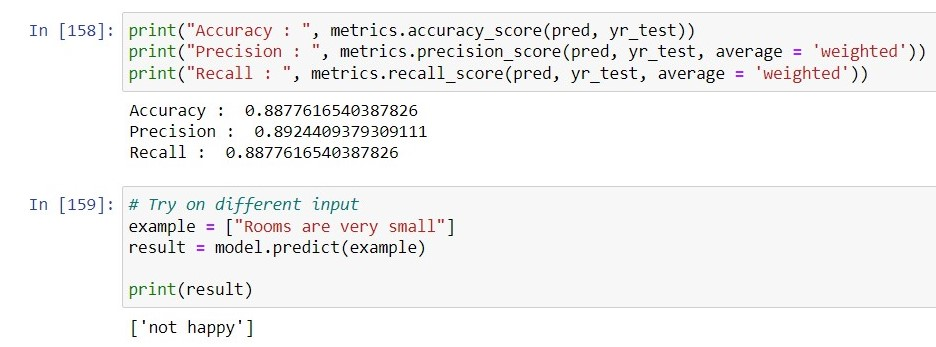 In [158]: print("Accuracy : ", metrics.accuracy_score(pred, yr_test))
print("Precision : ", metrics.precision_score(pred, yr_test, average = 'weighted'))
print("Recall : ", metrics.recall_score(pred, yr_test, average = 'weighted'))
Accuracy :  0.8877616540387826
Precision :  0.8924409379309111
Recall :  0.8877616540387826
In [159]: # Try on different input
example = ["Rooms are very small"]
result = model.predict(example)
print(result)
['not happy']